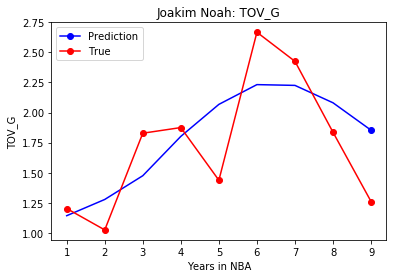 Joakim Noah: TOV_G
Prediction
True
2.75
2.50
2.25
2.00
1.75
1.50
1.25
1.00
TOV_G
1 2 3 4 5 6 7 8 9
Years in NBA